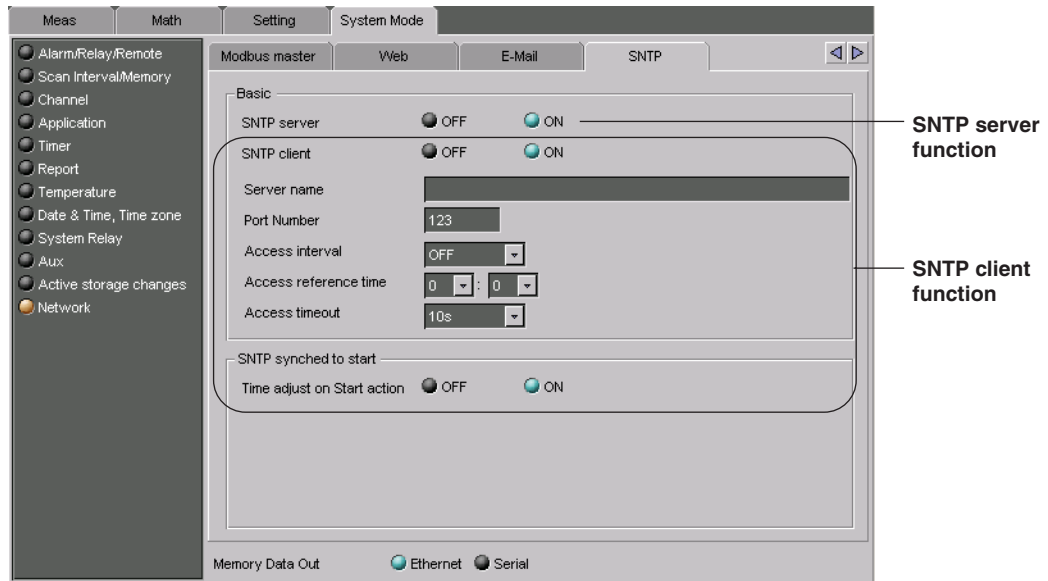 Meas Math Setting System Mode
Alarm/Relay/Remote
Scan Interval/Memory
Channel
Application
Timer
Report
Temperature
Date & Time, Time zone
System Relay
Aux
Active storage changes
Network
Modbus master Web E-Mail SNTP
Basic
SNTP server OFF ON
SNTP client OFF ON
Server name
Port Number 123
Access interval OFF
Access reference time 0 : 0
Access timeout 10s
SNTP synched to start
Time adjust on Start action OFF ON
Memory Data Out Ethernet Serial
SNTP server
function
SNTP client
function